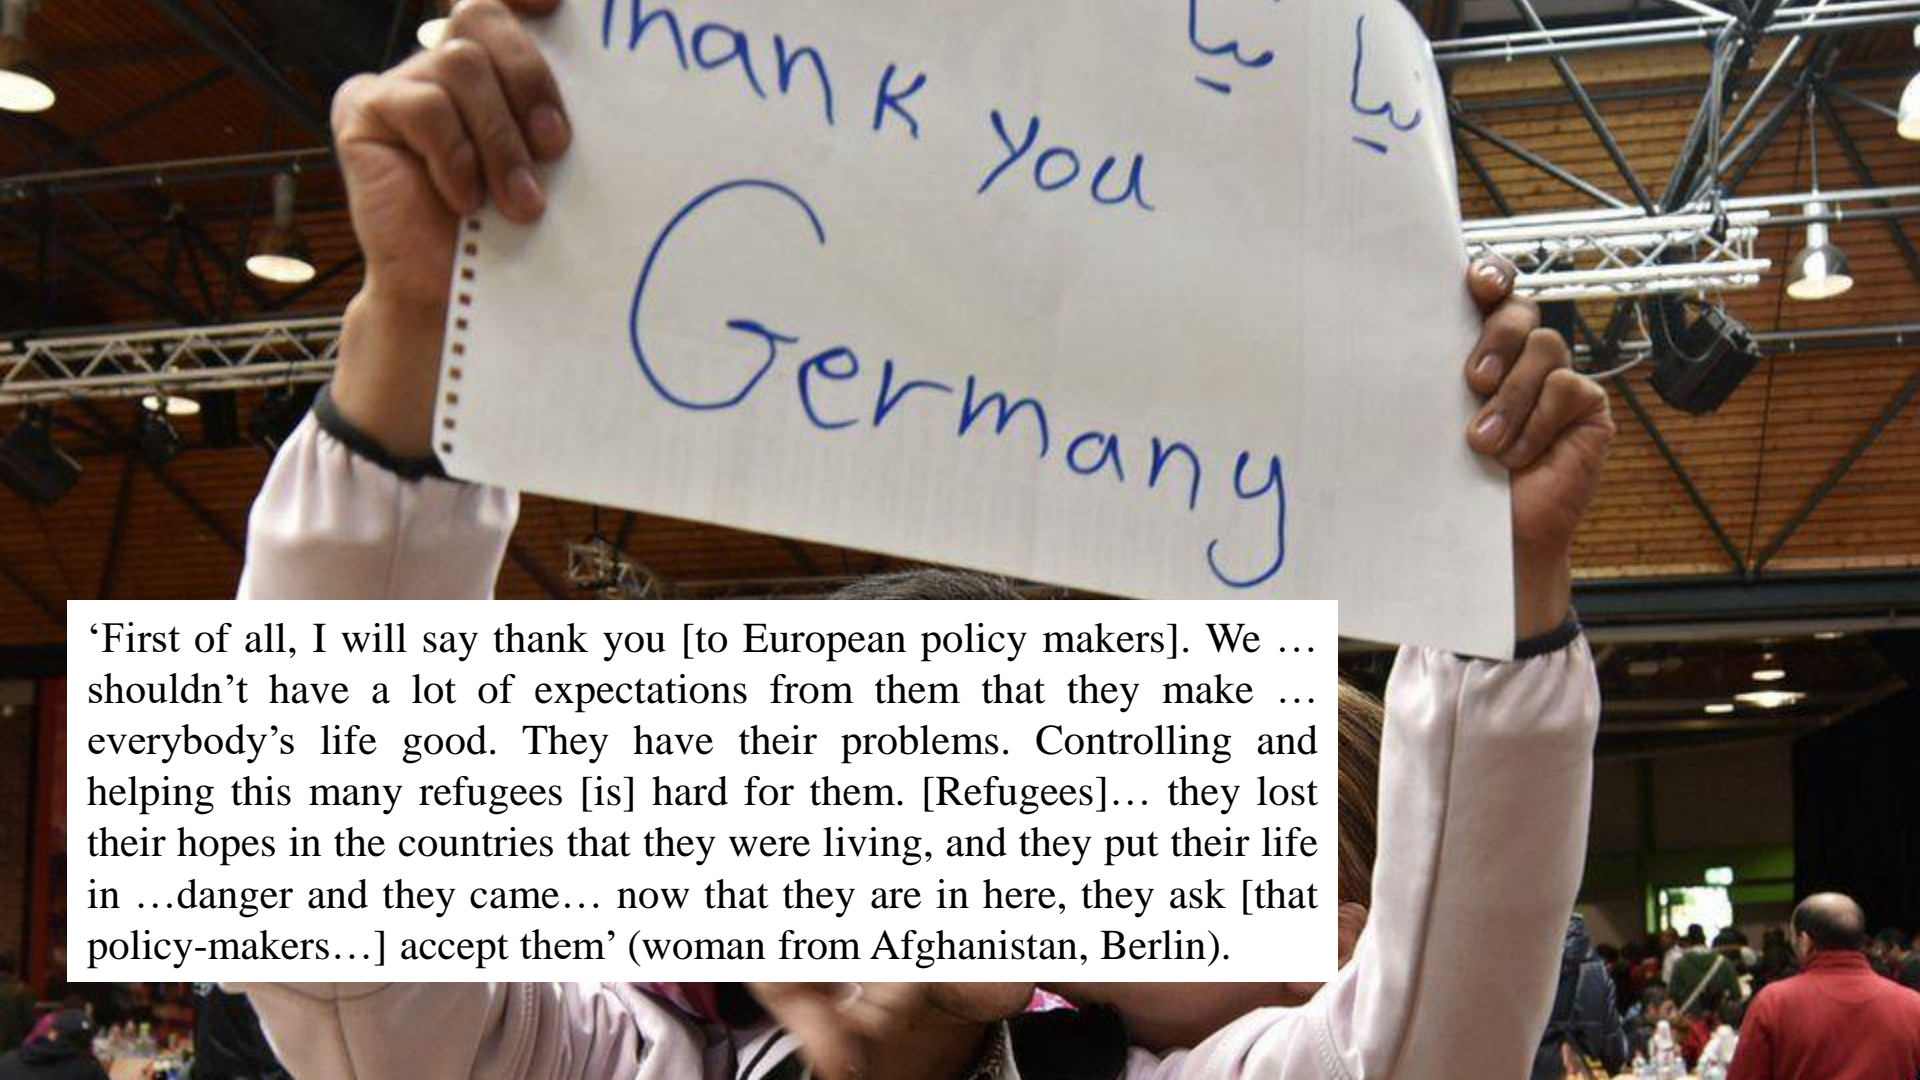 Thank you
Germany
‘First of all, I will say thank you [to European policy makers]. We …
shouldn’t have a lot of expectations from them that they make …
everybody’s life good. They have their problems. Controlling and
helping this many refugees [is] hard for them. [Refugees]… they lost
their hopes in the countries that they were living, and they put their life
in …danger and they came… now that they are in here, they ask [that
policy-makers…] accept them’ (woman from Afghanistan, Berlin).